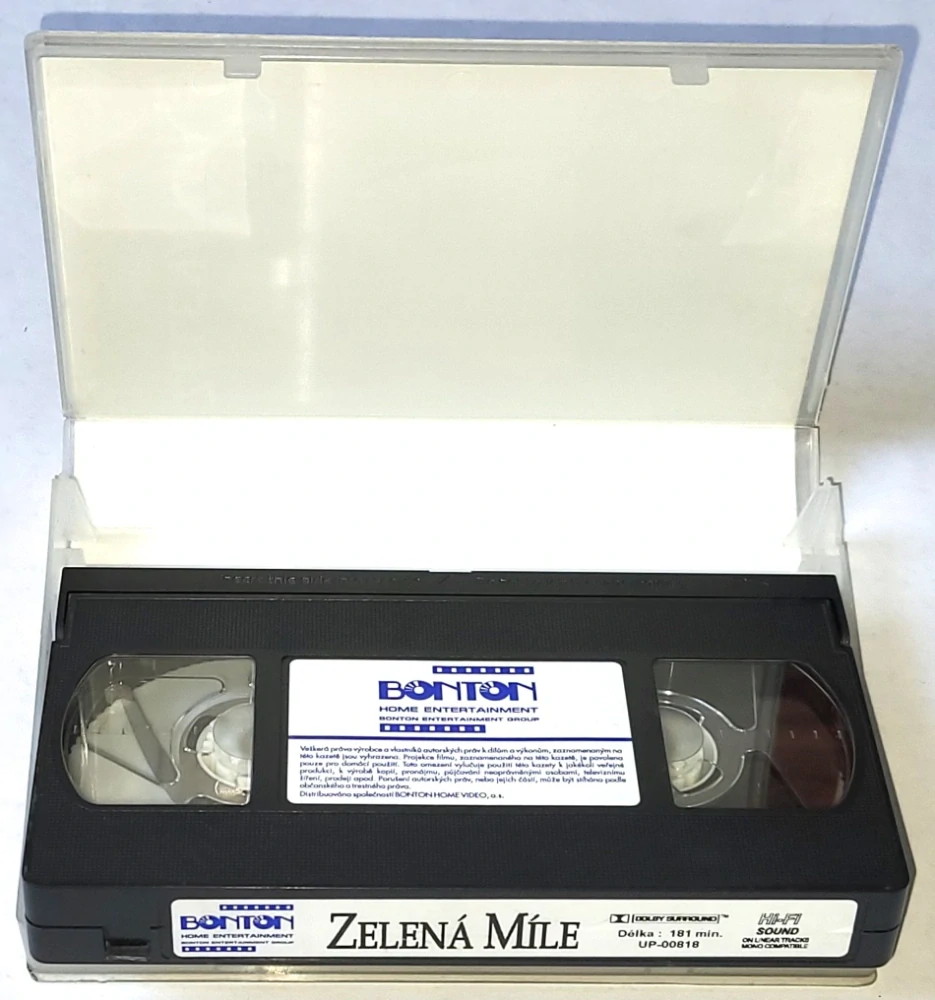 BONTON
HOME ENTERTAINMENT
BONTON ENTERTAINMENT GROUP
Veškerá práva výrobce a vlastníků autorských práv k dílům a výkonům, zaznamenaným na
této kazetě jsou vyhrazena. Projekce filmu, zaznamenaného na této kazetě, je povolena
pouze pro domácí použití. Toto omezení vylučuje použití této kazety k jakékoli veřejné
produkci, k výrobě kopií, pronájmu, půjčování neoprávněnými osobami, televiznímu
šíření, prodeji apod. Porušení autorských práv, nebo jejich částí, může být stíháno podle
občanského a trestného práva.
Distribuováno společností BONTON HOME VIDEO, a.s.
BONTON
HOME ENTERTAINMENT
BONTON ENTERTAINMENT GROUP
ZELENÁ MÍLE
DOLBY SURROUND™
Délka : 181 min.
UP-00818
HI-FI
SOUND
ON LINEAR TRACKS
MONO COMPATIBLE